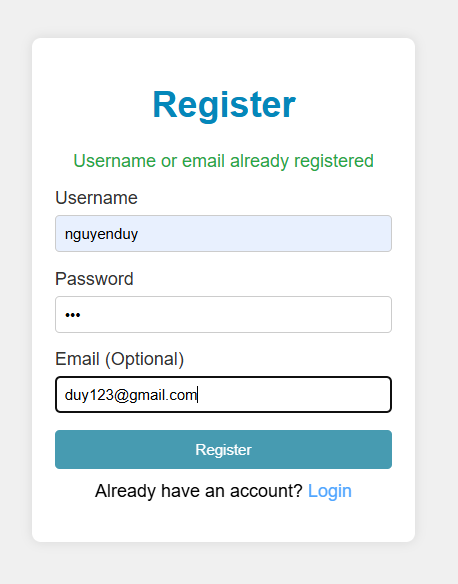 Register
Username or email already registered
Username
nguyenduy
Password
•••
Email (Optional)
duy123@gmail.com
Register
Already have an account? Login